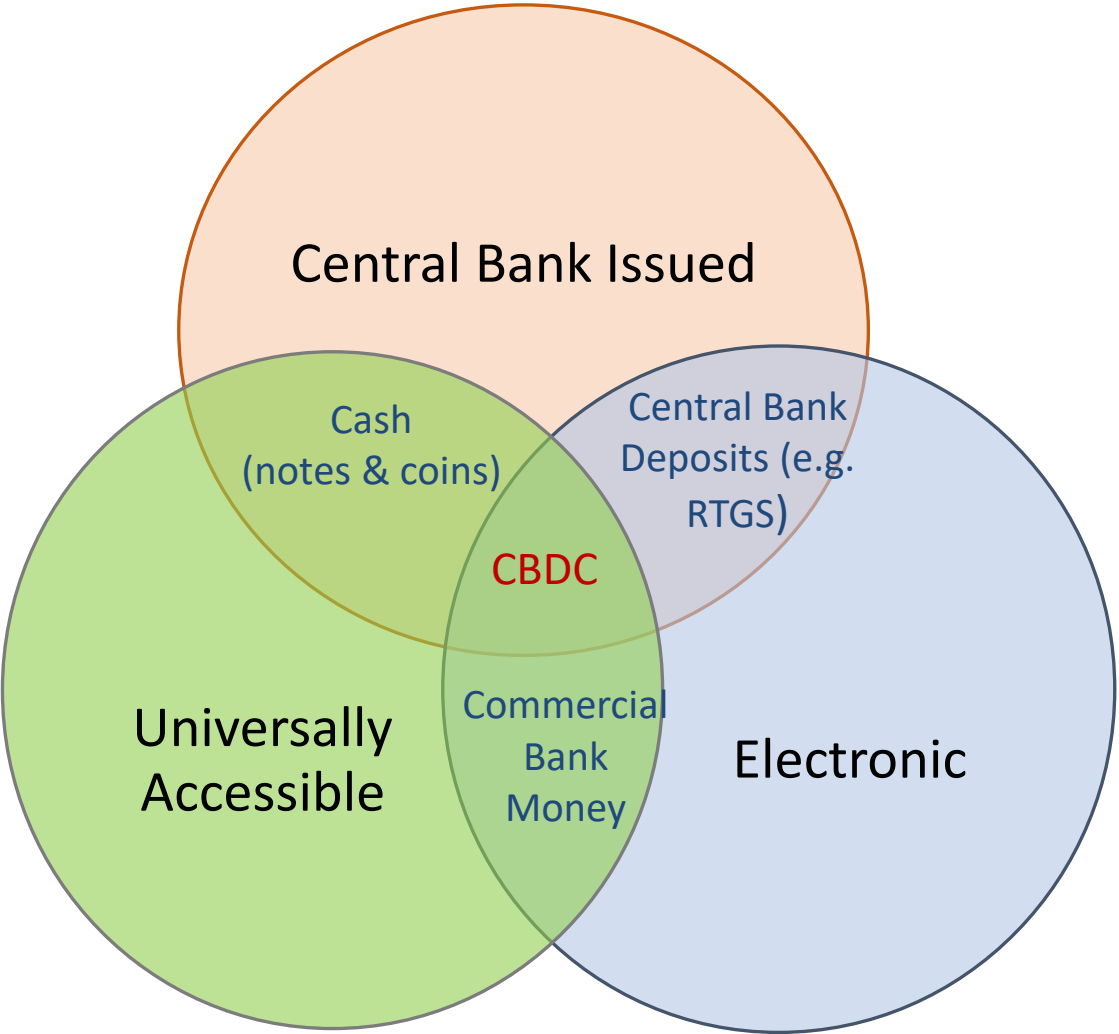 Central Bank Issued
Cash
(notes & coins)
Central Bank
Deposits (e.g.
RTGS)
CBDC
Universally
Accessible
Commercial
Bank
Money
Electronic